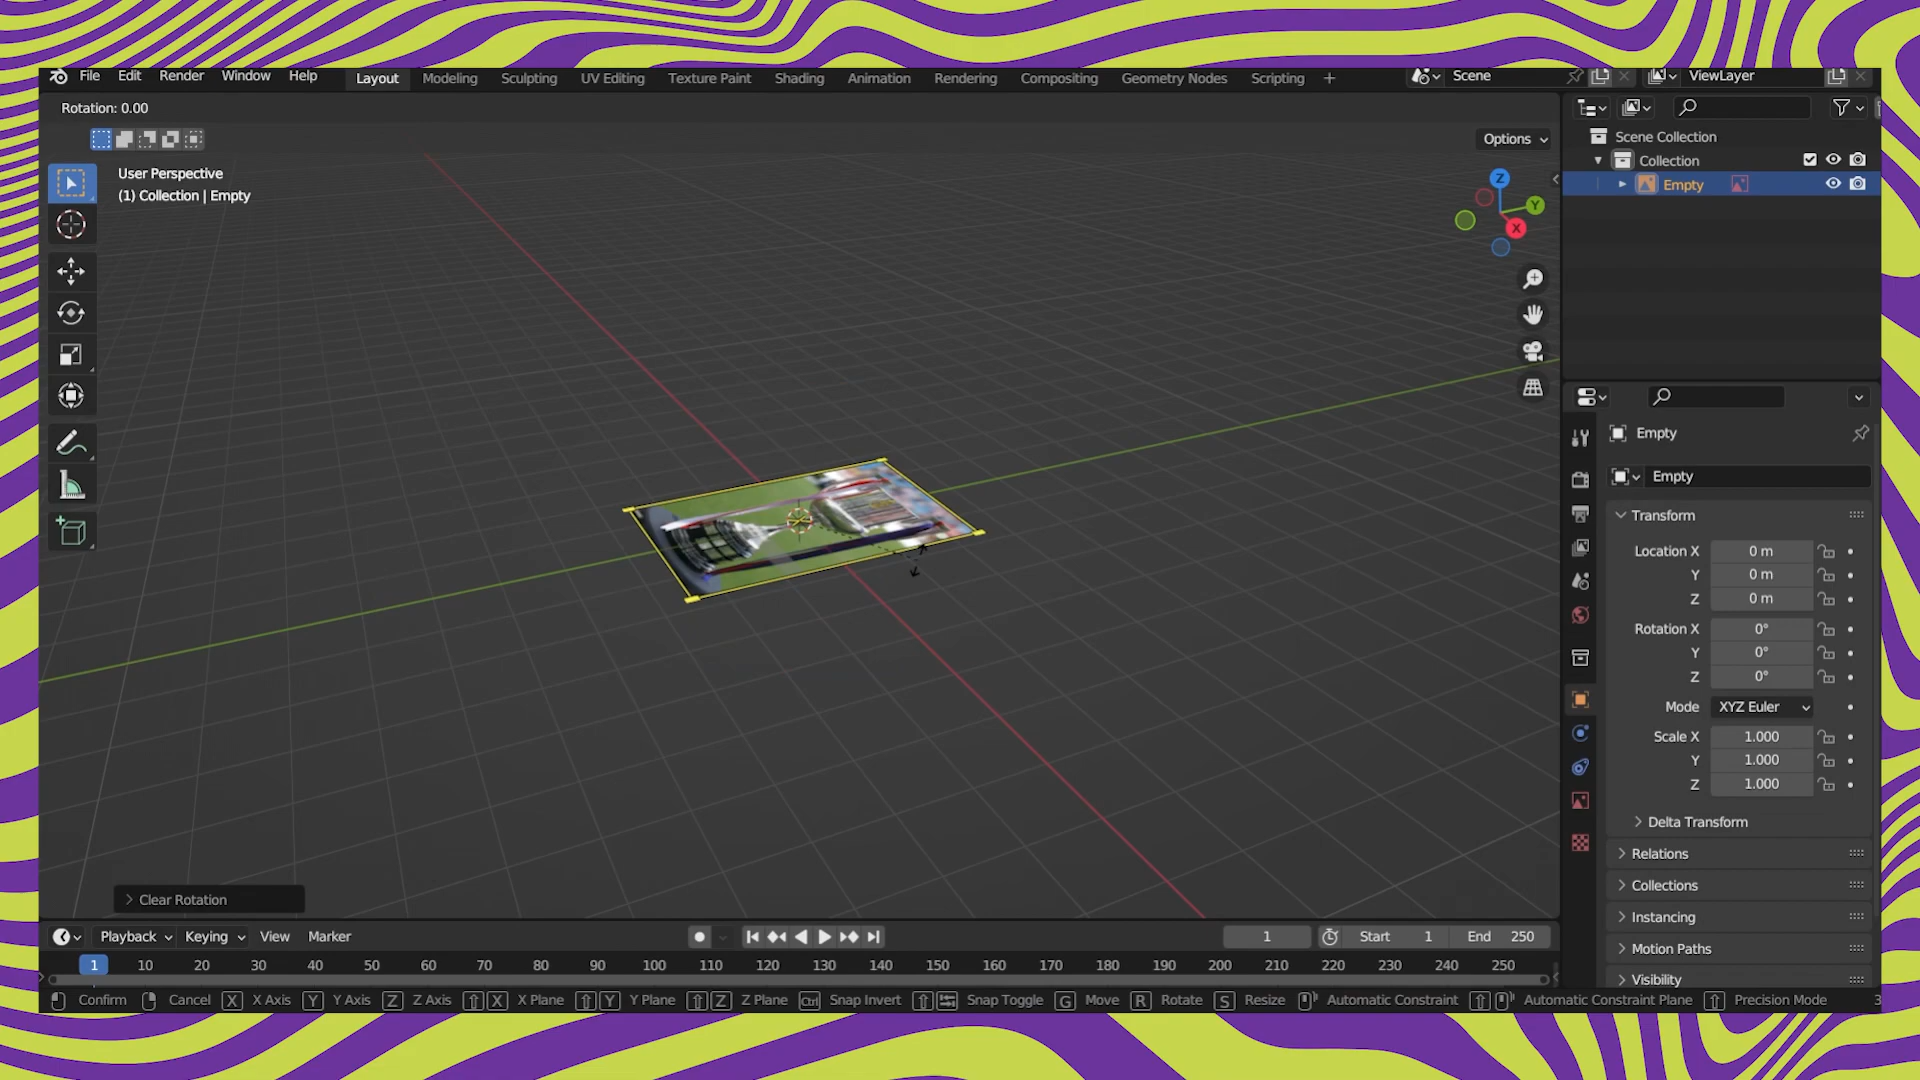 File Edit Render Window Help Layout Modeling Sculpting UV Editing Texture Paint Shading Animation Rendering Compositing Geometry Nodes Scripting + Scene ViewLayer
Rotation: 0.00
Options
User Perspective
(1) Collection | Empty
Z
Y
X
Scene Collection
Collection
Empty
Empty
Empty
Transform
Location X 0 m
Y 0 m
Z 0 m
Rotation X 0°
Y 0°
Z 0°
Mode XYZ Euler
Scale X 1.000
Y 1.000
Z 1.000
Delta Transform
Relations
Collections
Instancing
Motion Paths
Visibility
Clear Rotation
Playback Keying View Marker 1 Start 1 End 250
1 10 20 30 40 50 60 70 80 90 100 110 120 130 140 150 160 170 180 190 200 210 220 230 240 250
Confirm Cancel X X Axis Y Y Axis Z Z Axis X X Plane Y Y Plane Z Z Plane Ctrl Snap Invert Snap Toggle G Move R Rotate S Resize Automatic Constraint Automatic Constraint Plane Precision Mode 3